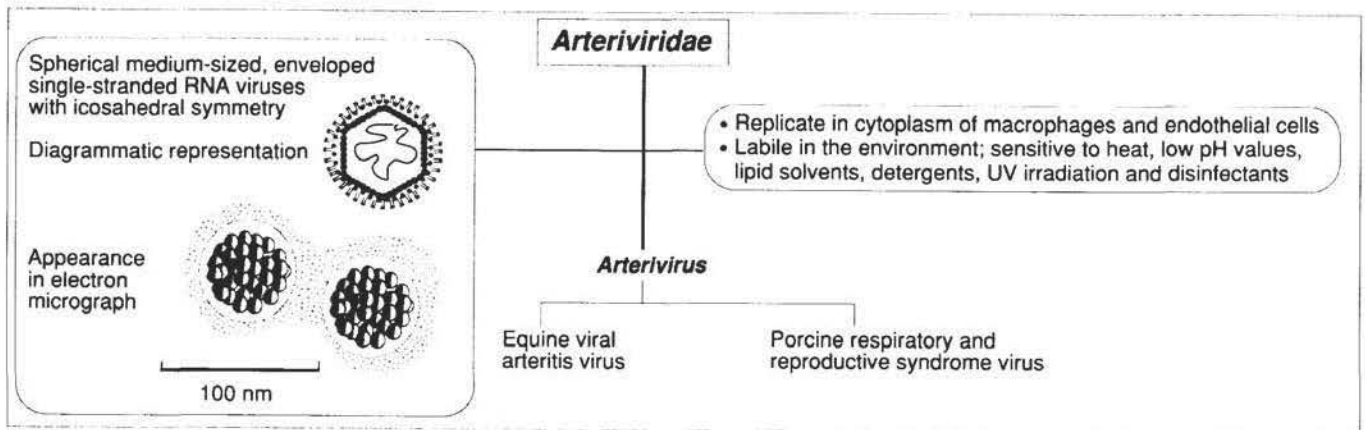 Arteriviridae
Spherical medium-sized, enveloped
single-stranded RNA viruses
with icosahedral symmetry
Diagrammatic representation
Appearance
in electron
micrograph
100 nm
• Replicate in cytoplasm of macrophages and endothelial cells
• Labile in the environment; sensitive to heat, low pH values,
lipid solvents, detergents, UV irradiation and disinfectants
Arterivirus
Equine viral
arteritis virus
Porcine respiratory and
reproductive syndrome virus